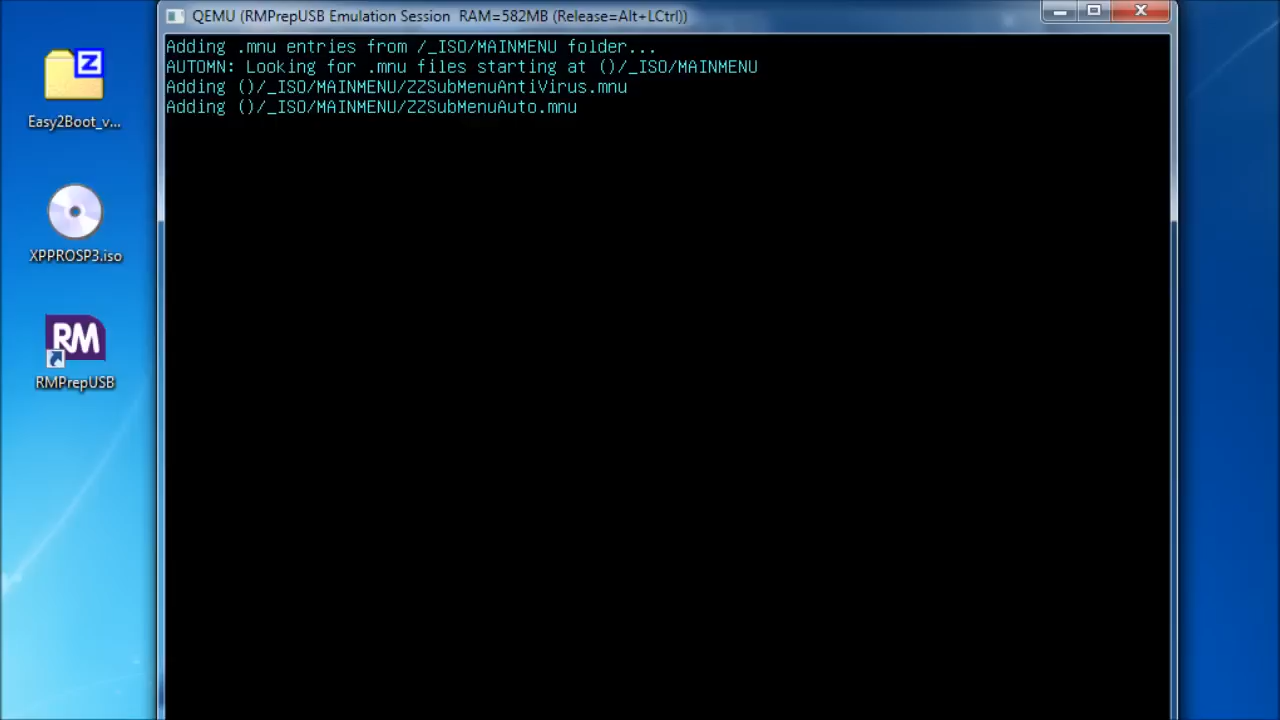 QEMU (RMPrepUSB Emulation Session RAM=582MB (Release=Alt+LCtrl))
Adding .mnu entries from /_ISO/MAINMENU folder...
AUTOMN: Looking for .mnu files starting at ()/_ISO/MAINMENU
Adding ()/_ISO/MAINMENU/ZZSubMenuAntiVirus.mnu
Adding ()/_ISO/MAINMENU/ZZSubMenuAuto.mnu
Z
Easy2Boot_v...
XPPROSP3.iso
RM
RMPrepUSB